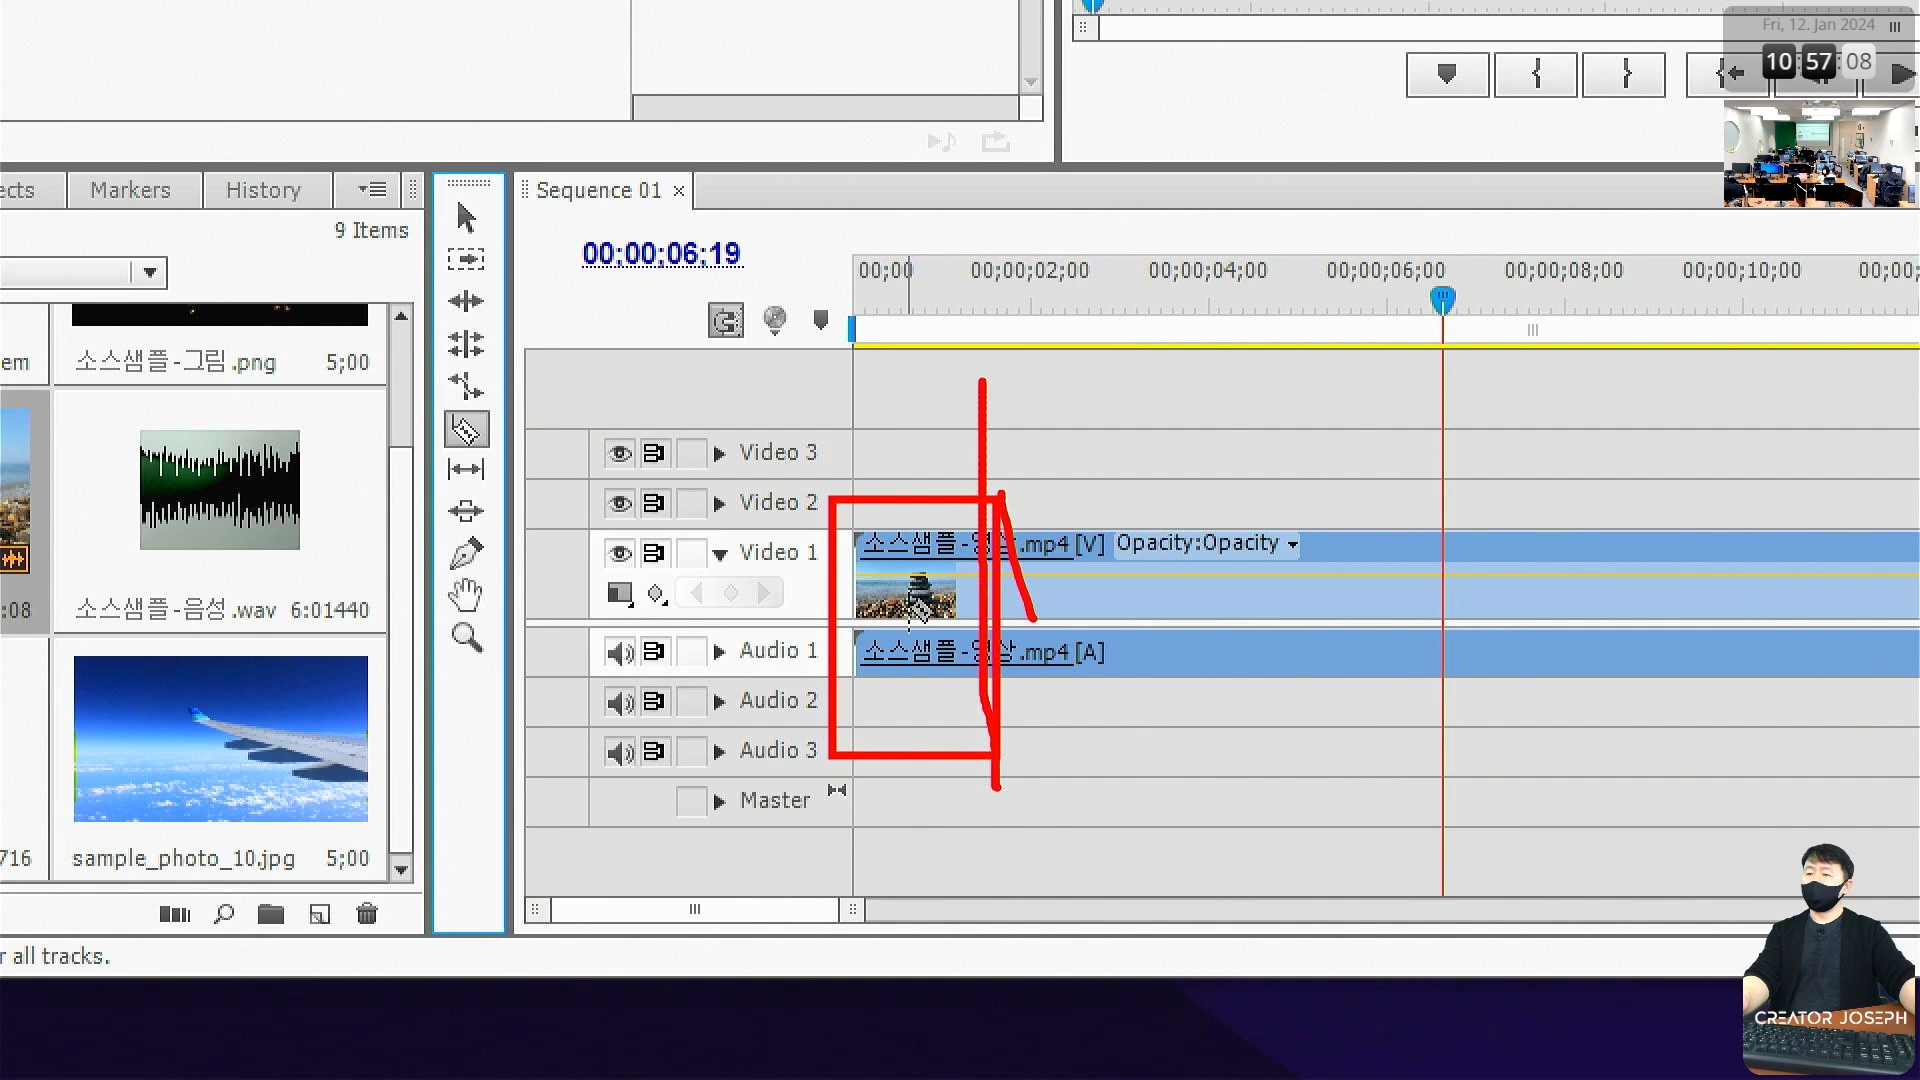 Fri, 12. Jan 2024
10 57 08
Markers
History
9 Items
소스샘플-그림.png 5;00
:08
소스샘플-음성.wav 6:01440
716
sample_photo_10.jpg 5;00
r all tracks.
Sequence 01
00;00;06;19
00;00
00;00;02;00
00;00;04;00
00;00;06;00
00;00;08;00
00;00;10;00
00;00;
Video 3
Video 2
Video 1
소스샘플-영상.mp4 [V] Opacity:Opacity
Audio 1
소스샘플-영상.mp4 [A]
Audio 2
Audio 3
Master
CREATOR JOSEPH